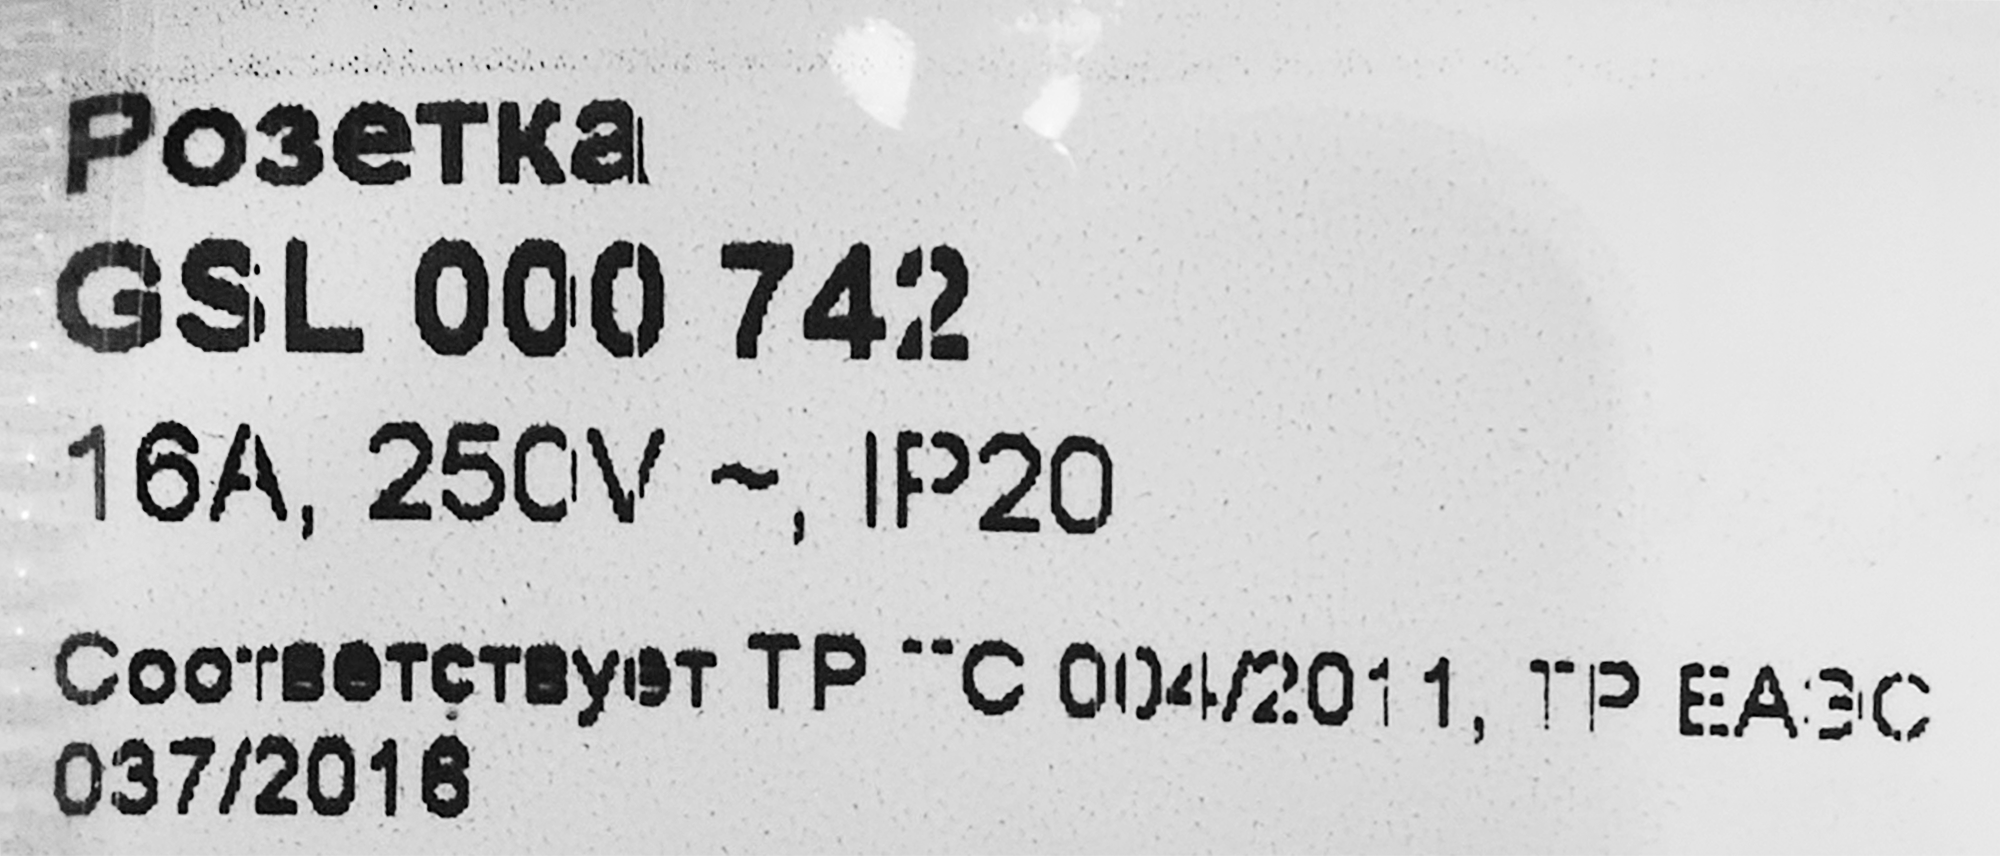 Розетка
GSL 000 742
16A, 250V ~, IP20
Соответствует ТР ТС 004/2011, ТР ЕАЭС
037/2016